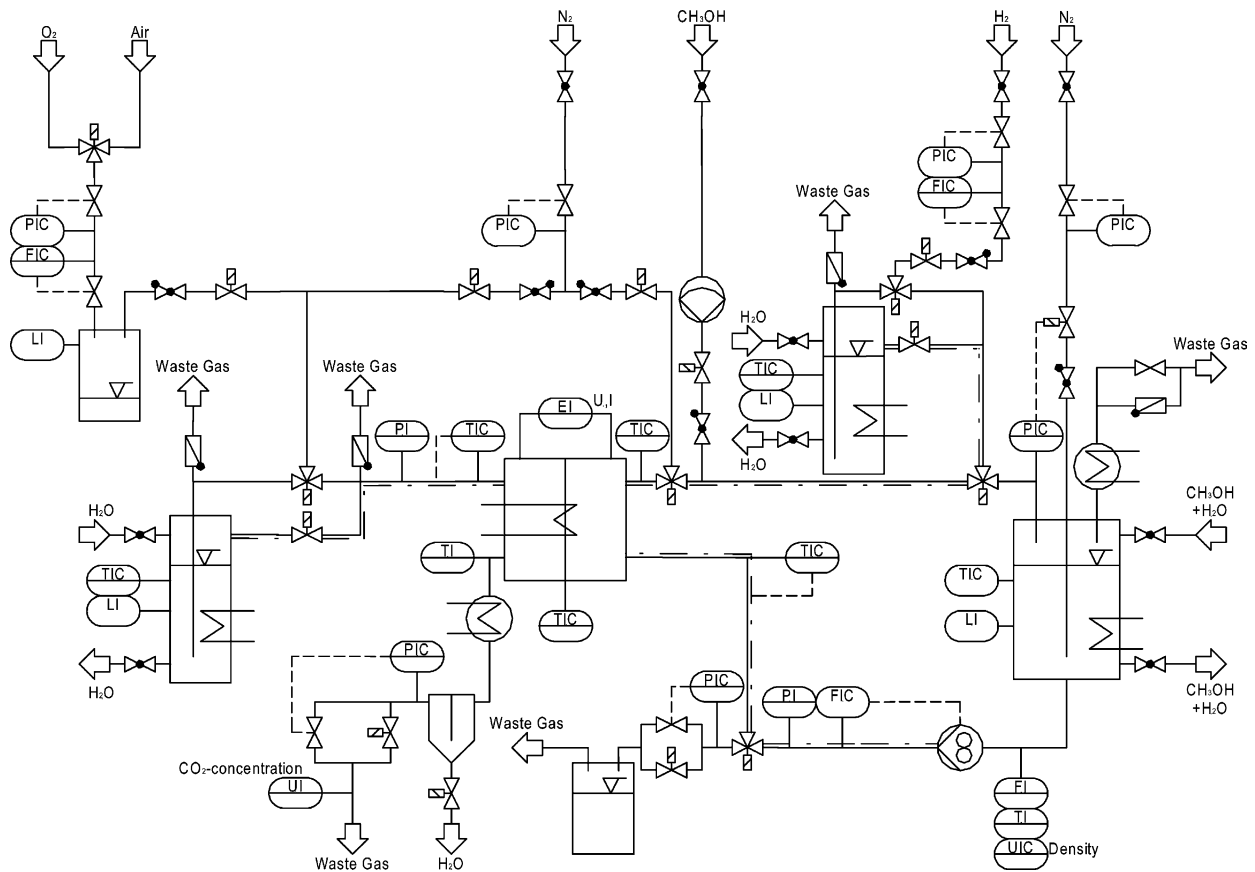 O₂
Air
N₂
CH₃OH
H₂
N₂
PIC
FIC
Waste Gas
PIC
FIC
PIC
PIC
LI
H₂O
Waste Gas
Waste Gas
Waste Gas
TIC
LI
EI
U,I
PI
TIC
TIC
PIC
H₂O
H₂O
CH₃OH
+H₂O
TI
TIC
TIC
LI
TIC
LI
TIC
H₂O
PIC
PIC
PI
FIC
CH₃OH
+H₂O
Waste Gas
CO₂-concentration
UI
FI
TI
UIC
Density
Waste Gas
H₂O